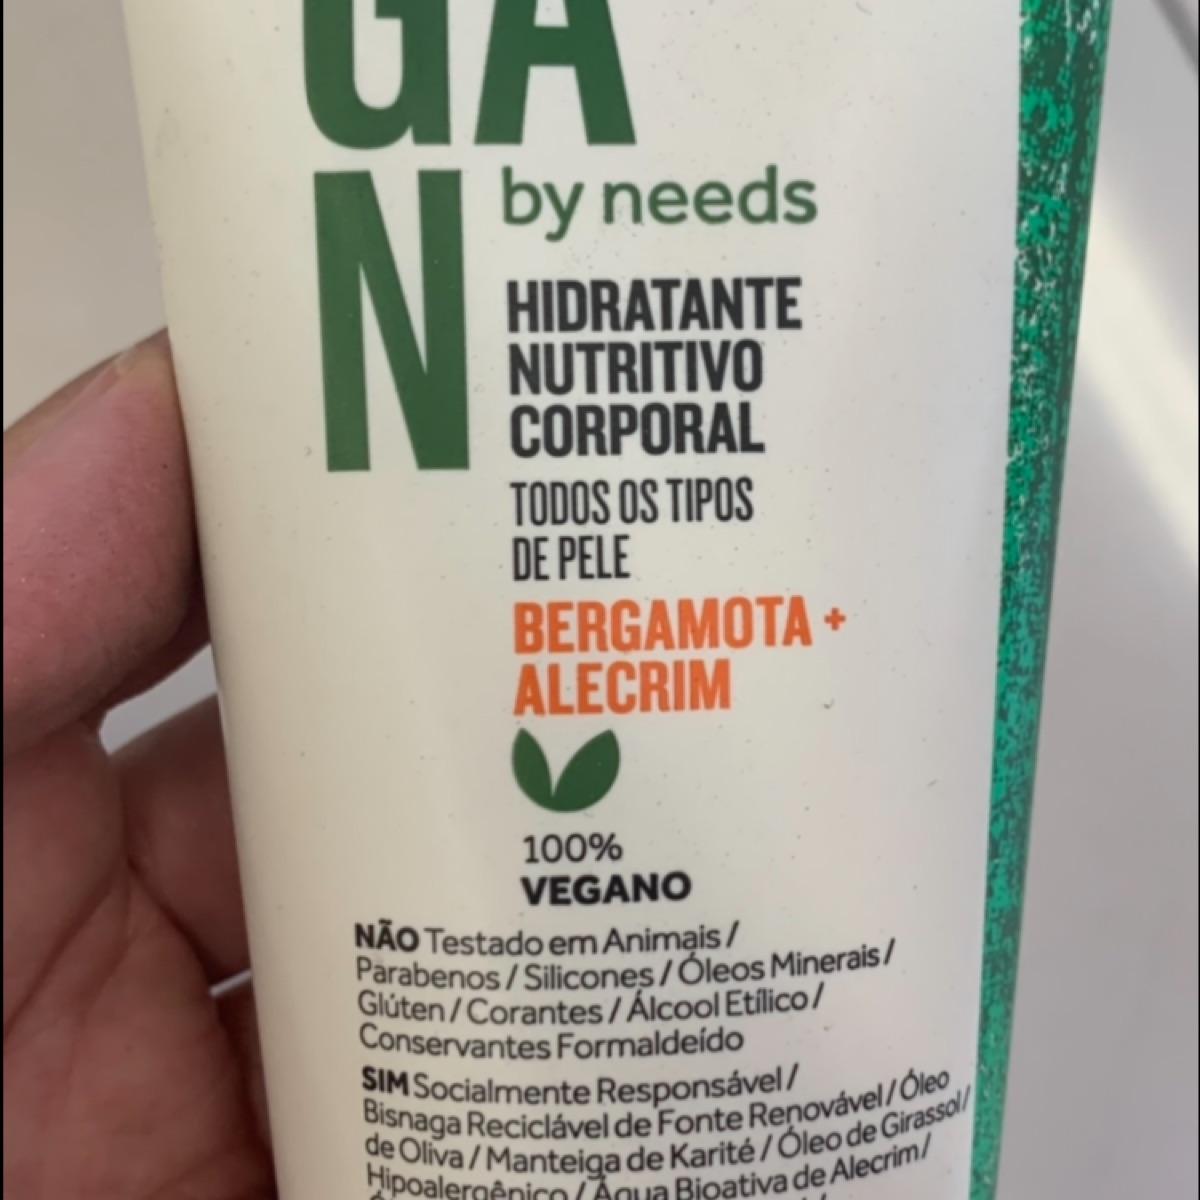 GA
N by needs
HIDRATANTE
NUTRITIVO
CORPORAL
TODOS OS TIPOS
DE PELE
BERGAMOTA +
ALECRIM
100%
VEGANO
NÃO Testado em Animais /
Parabenos / Silicones / Óleos Minerais /
Glúten / Corantes / Álcool Etílico /
Conservantes Formaldeído
SIM Socialmente Responsável /
Bisnaga Reciclável de Fonte Renovável / Óleo
de Oliva / Manteiga de Karité / Óleo de Girassol /
Hipoalergênico / Água Bioativa de Alecrim /